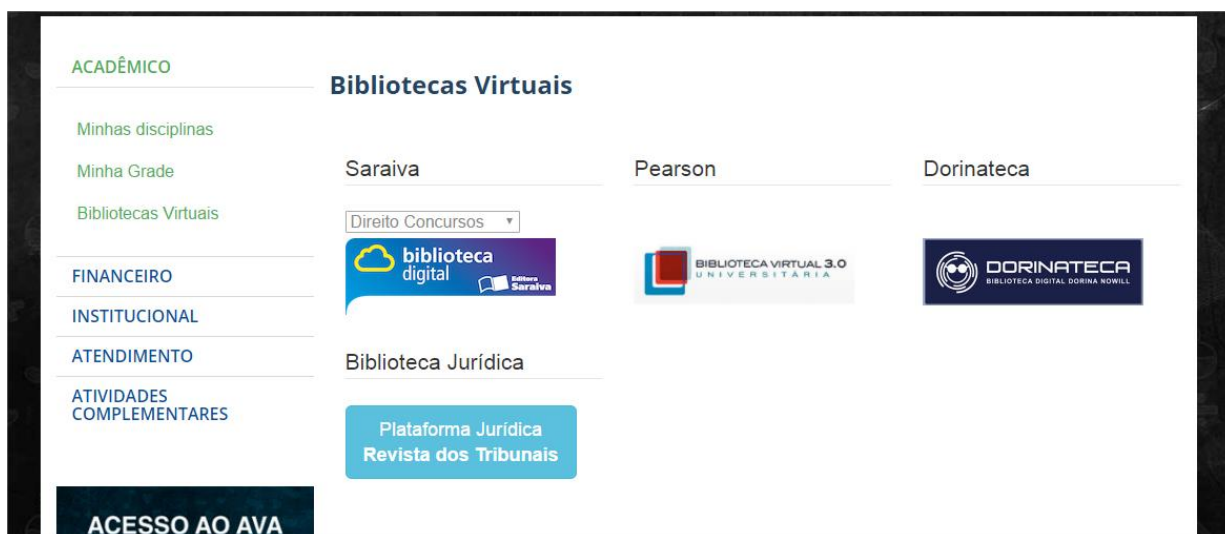 ACADÊMICO
Minhas disciplinas
Minha Grade
Bibliotecas Virtuais
FINANCEIRO
INSTITUCIONAL
ATENDIMENTO
ATIVIDADES
COMPLEMENTARES
ACESSO AO AVA
Bibliotecas Virtuais
Saraiva
Direito Concursos
biblioteca
digital
Editora
Saraiva
Pearson
BIBLIOTECA VIRTUAL 3.0
UNIVERSITÁRIA
Dorinateca
DORINATECA
BIBLIOTECA DIGITAL DORINA NOWILL
Biblioteca Jurídica
Plataforma Jurídica
Revista dos Tribunais